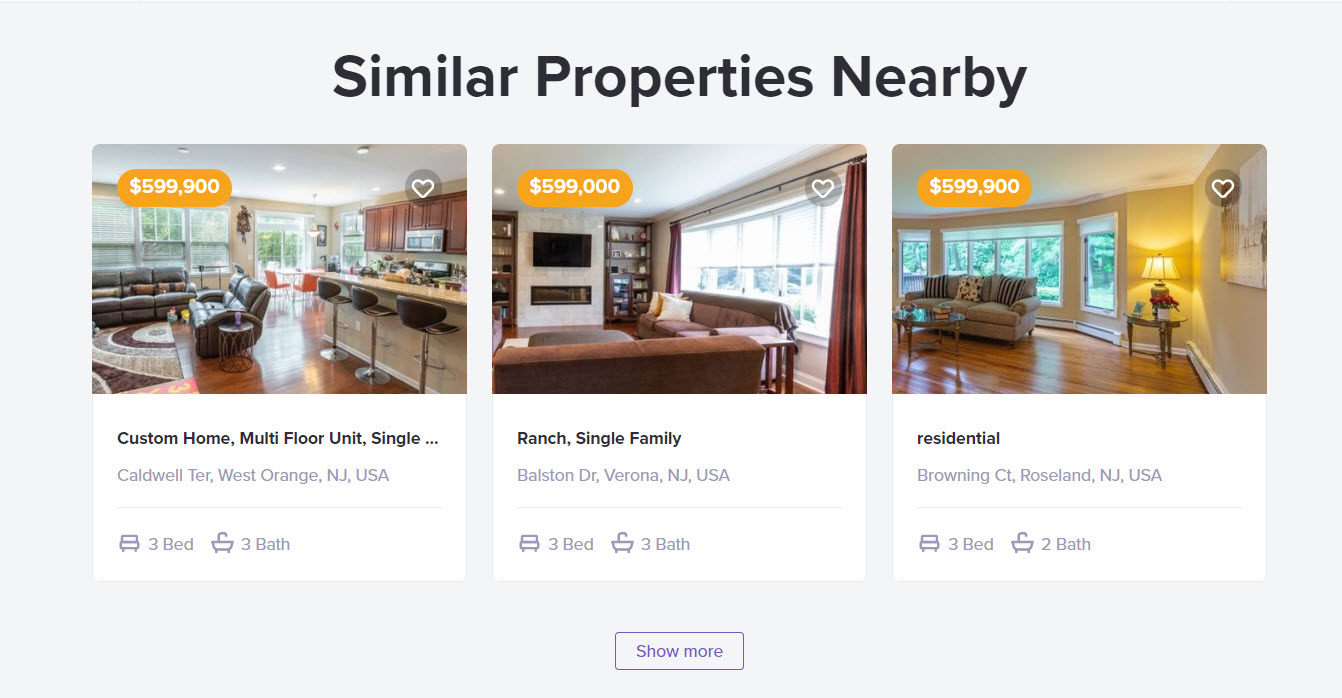 Similar Properties Nearby
$599,900
$599,000
$599,900
Custom Home, Multi Floor Unit, Single ...
Caldwell Ter, West Orange, NJ, USA
3 Bed 3 Bath
Ranch, Single Family
Balston Dr, Verona, NJ, USA
3 Bed 3 Bath
residential
Browning Ct, Roseland, NJ, USA
3 Bed 2 Bath
Show more